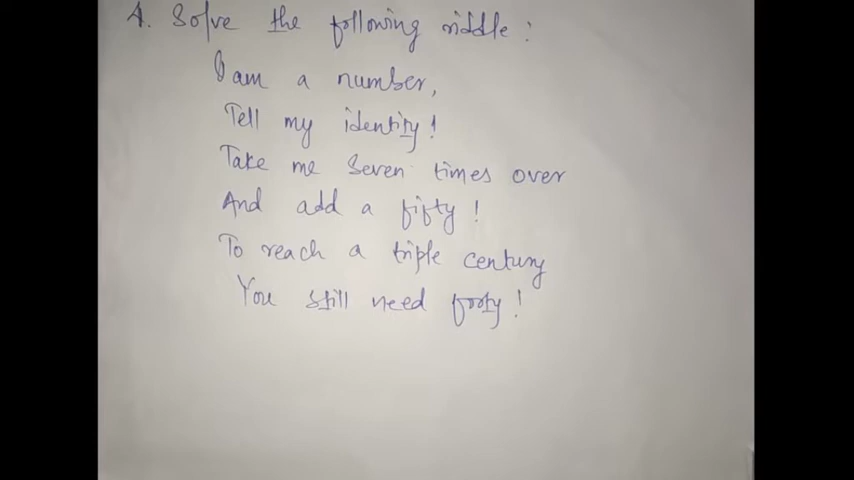 4. Solve the following riddle:
I am a number,
Tell my identity!
Take me seven times over
And add a fifty!
To reach a triple century
You still need forty!